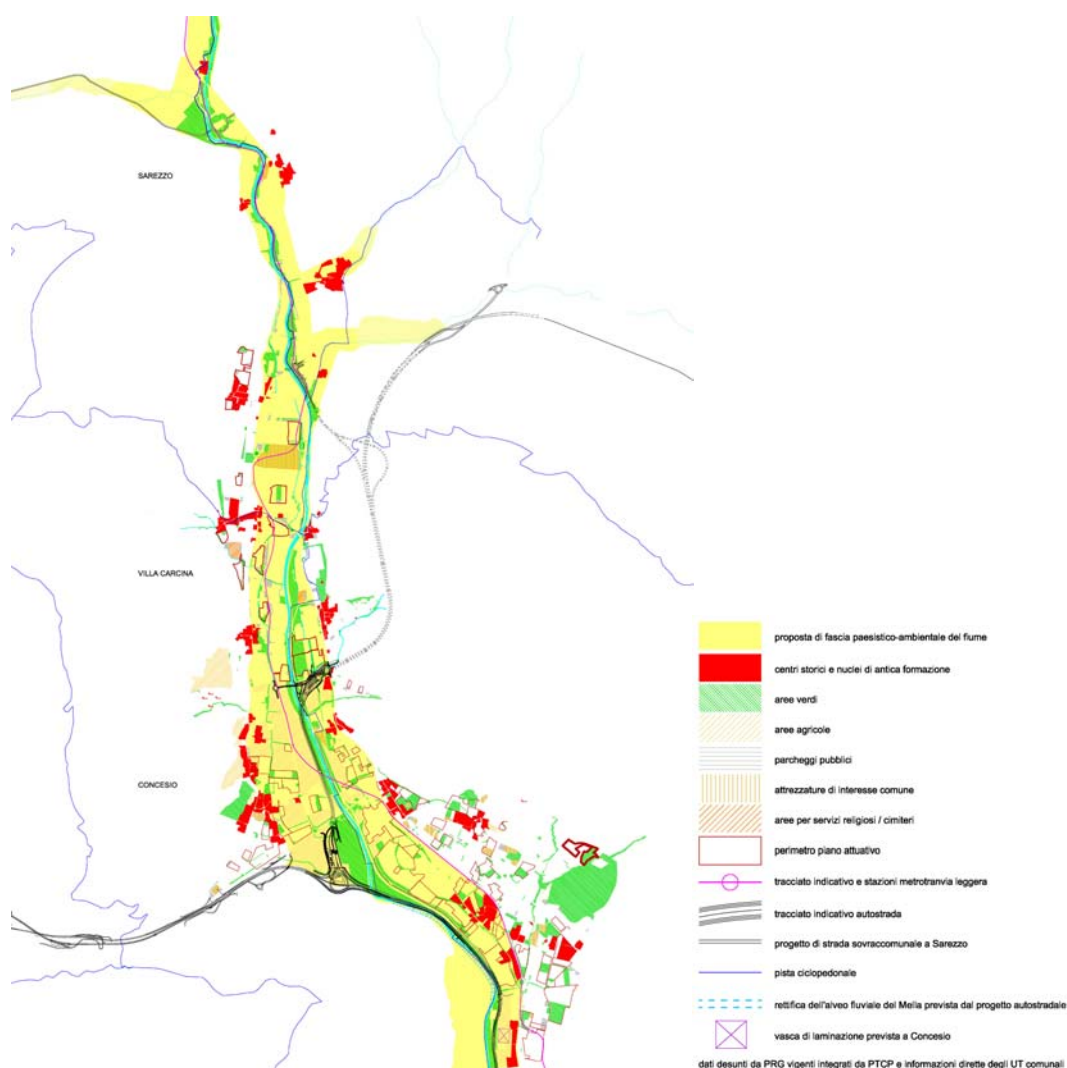 SAREZZO
VILLA CARCINA
CONCESIO
proposta di fascia paesistico-ambientale del fiume
centri storici e nuclei di antica formazione
aree verdi
aree agricole
parcheggi pubblici
attrezzature di interesse comune
aree per servizi religiosi / cimiteri
perimetro piano attuativo
tracciato indicativo e stazioni metrotranvia leggera
tracciato indicativo autostrada
progetto di strada sovraccomunale a Sarezzo
pista ciclopedonale
rettifica dell'alveo fluviale del Mella prevista dal progetto autostradale
vasca di laminazione prevista a Concesio
dati desunti da PRG vigenti integrati da PTCP e informazioni dirette degli UT comunali